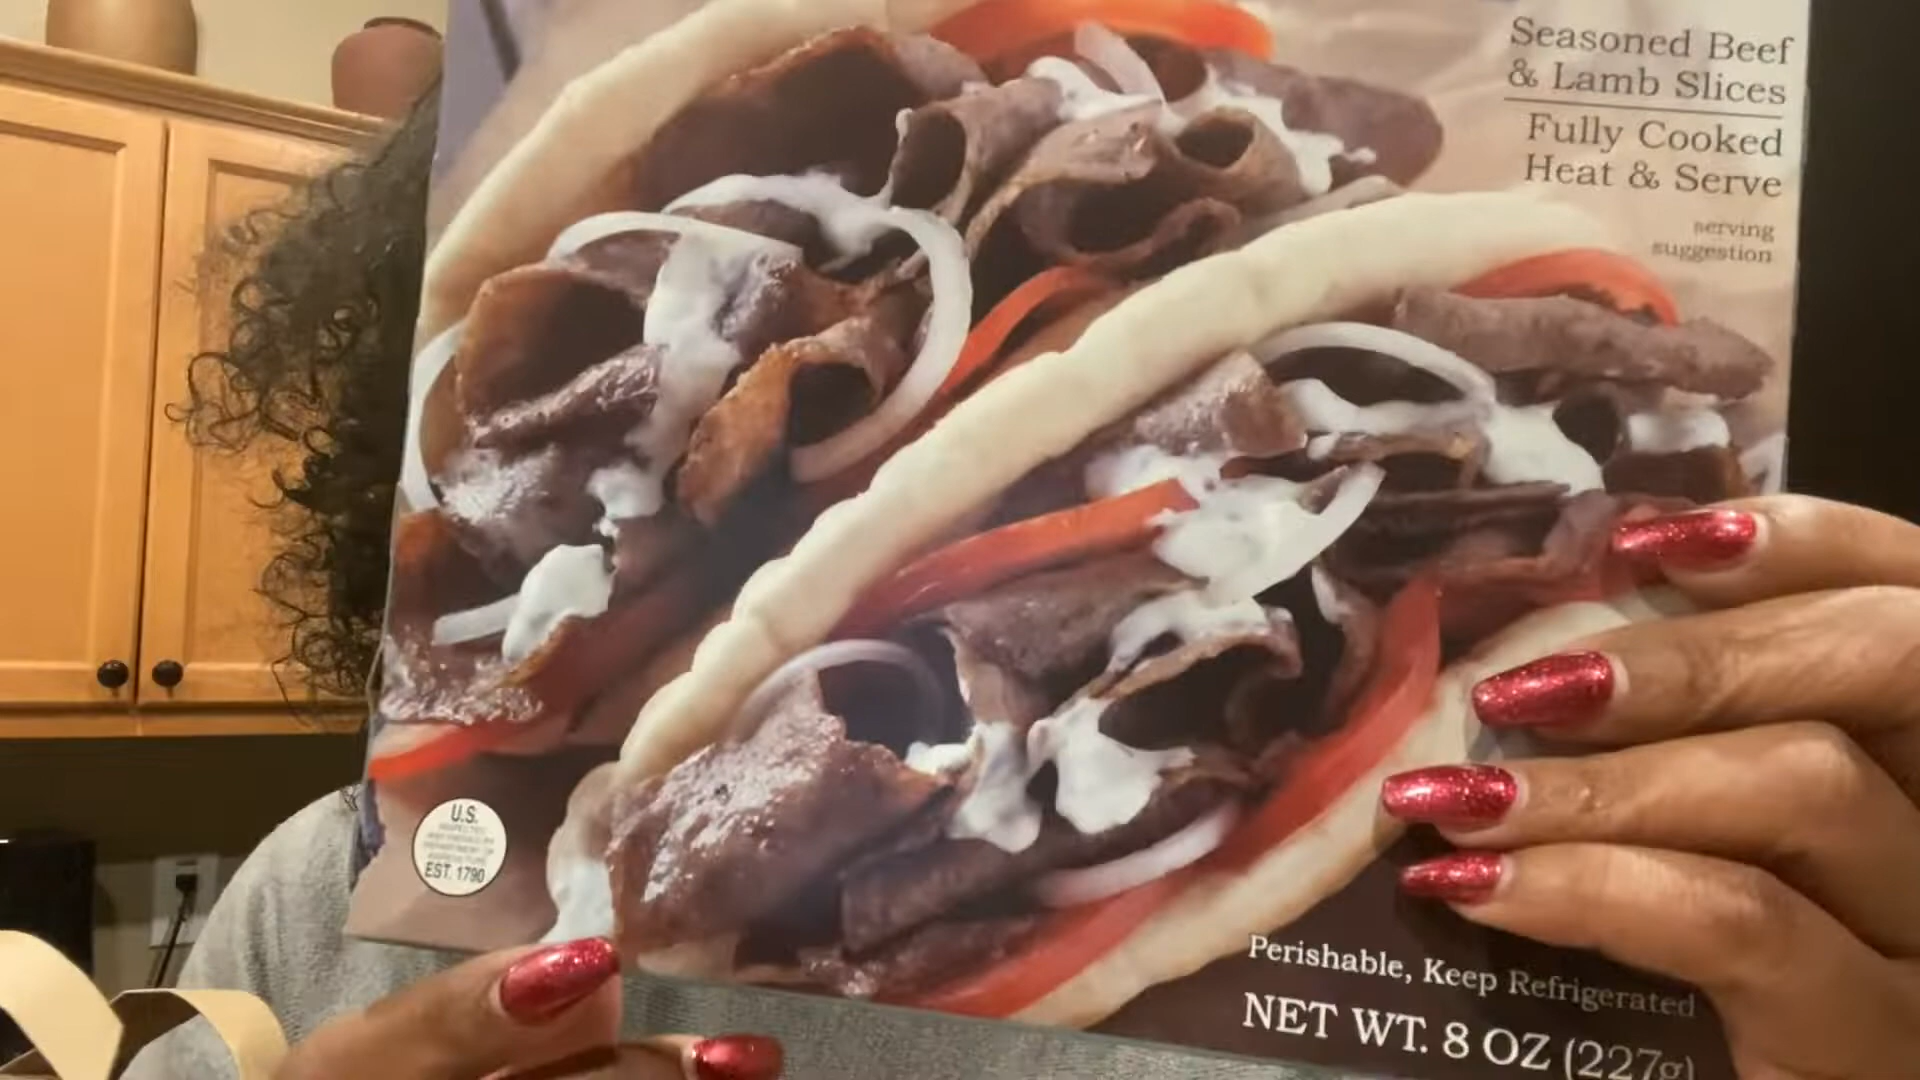 Seasoned Beef
& Lamb Slices
Fully Cooked
Heat & Serve
serving
suggestion
U.S.
EST. 1790
Perishable, Keep Refrigerated
NET WT. 8 OZ (227g)